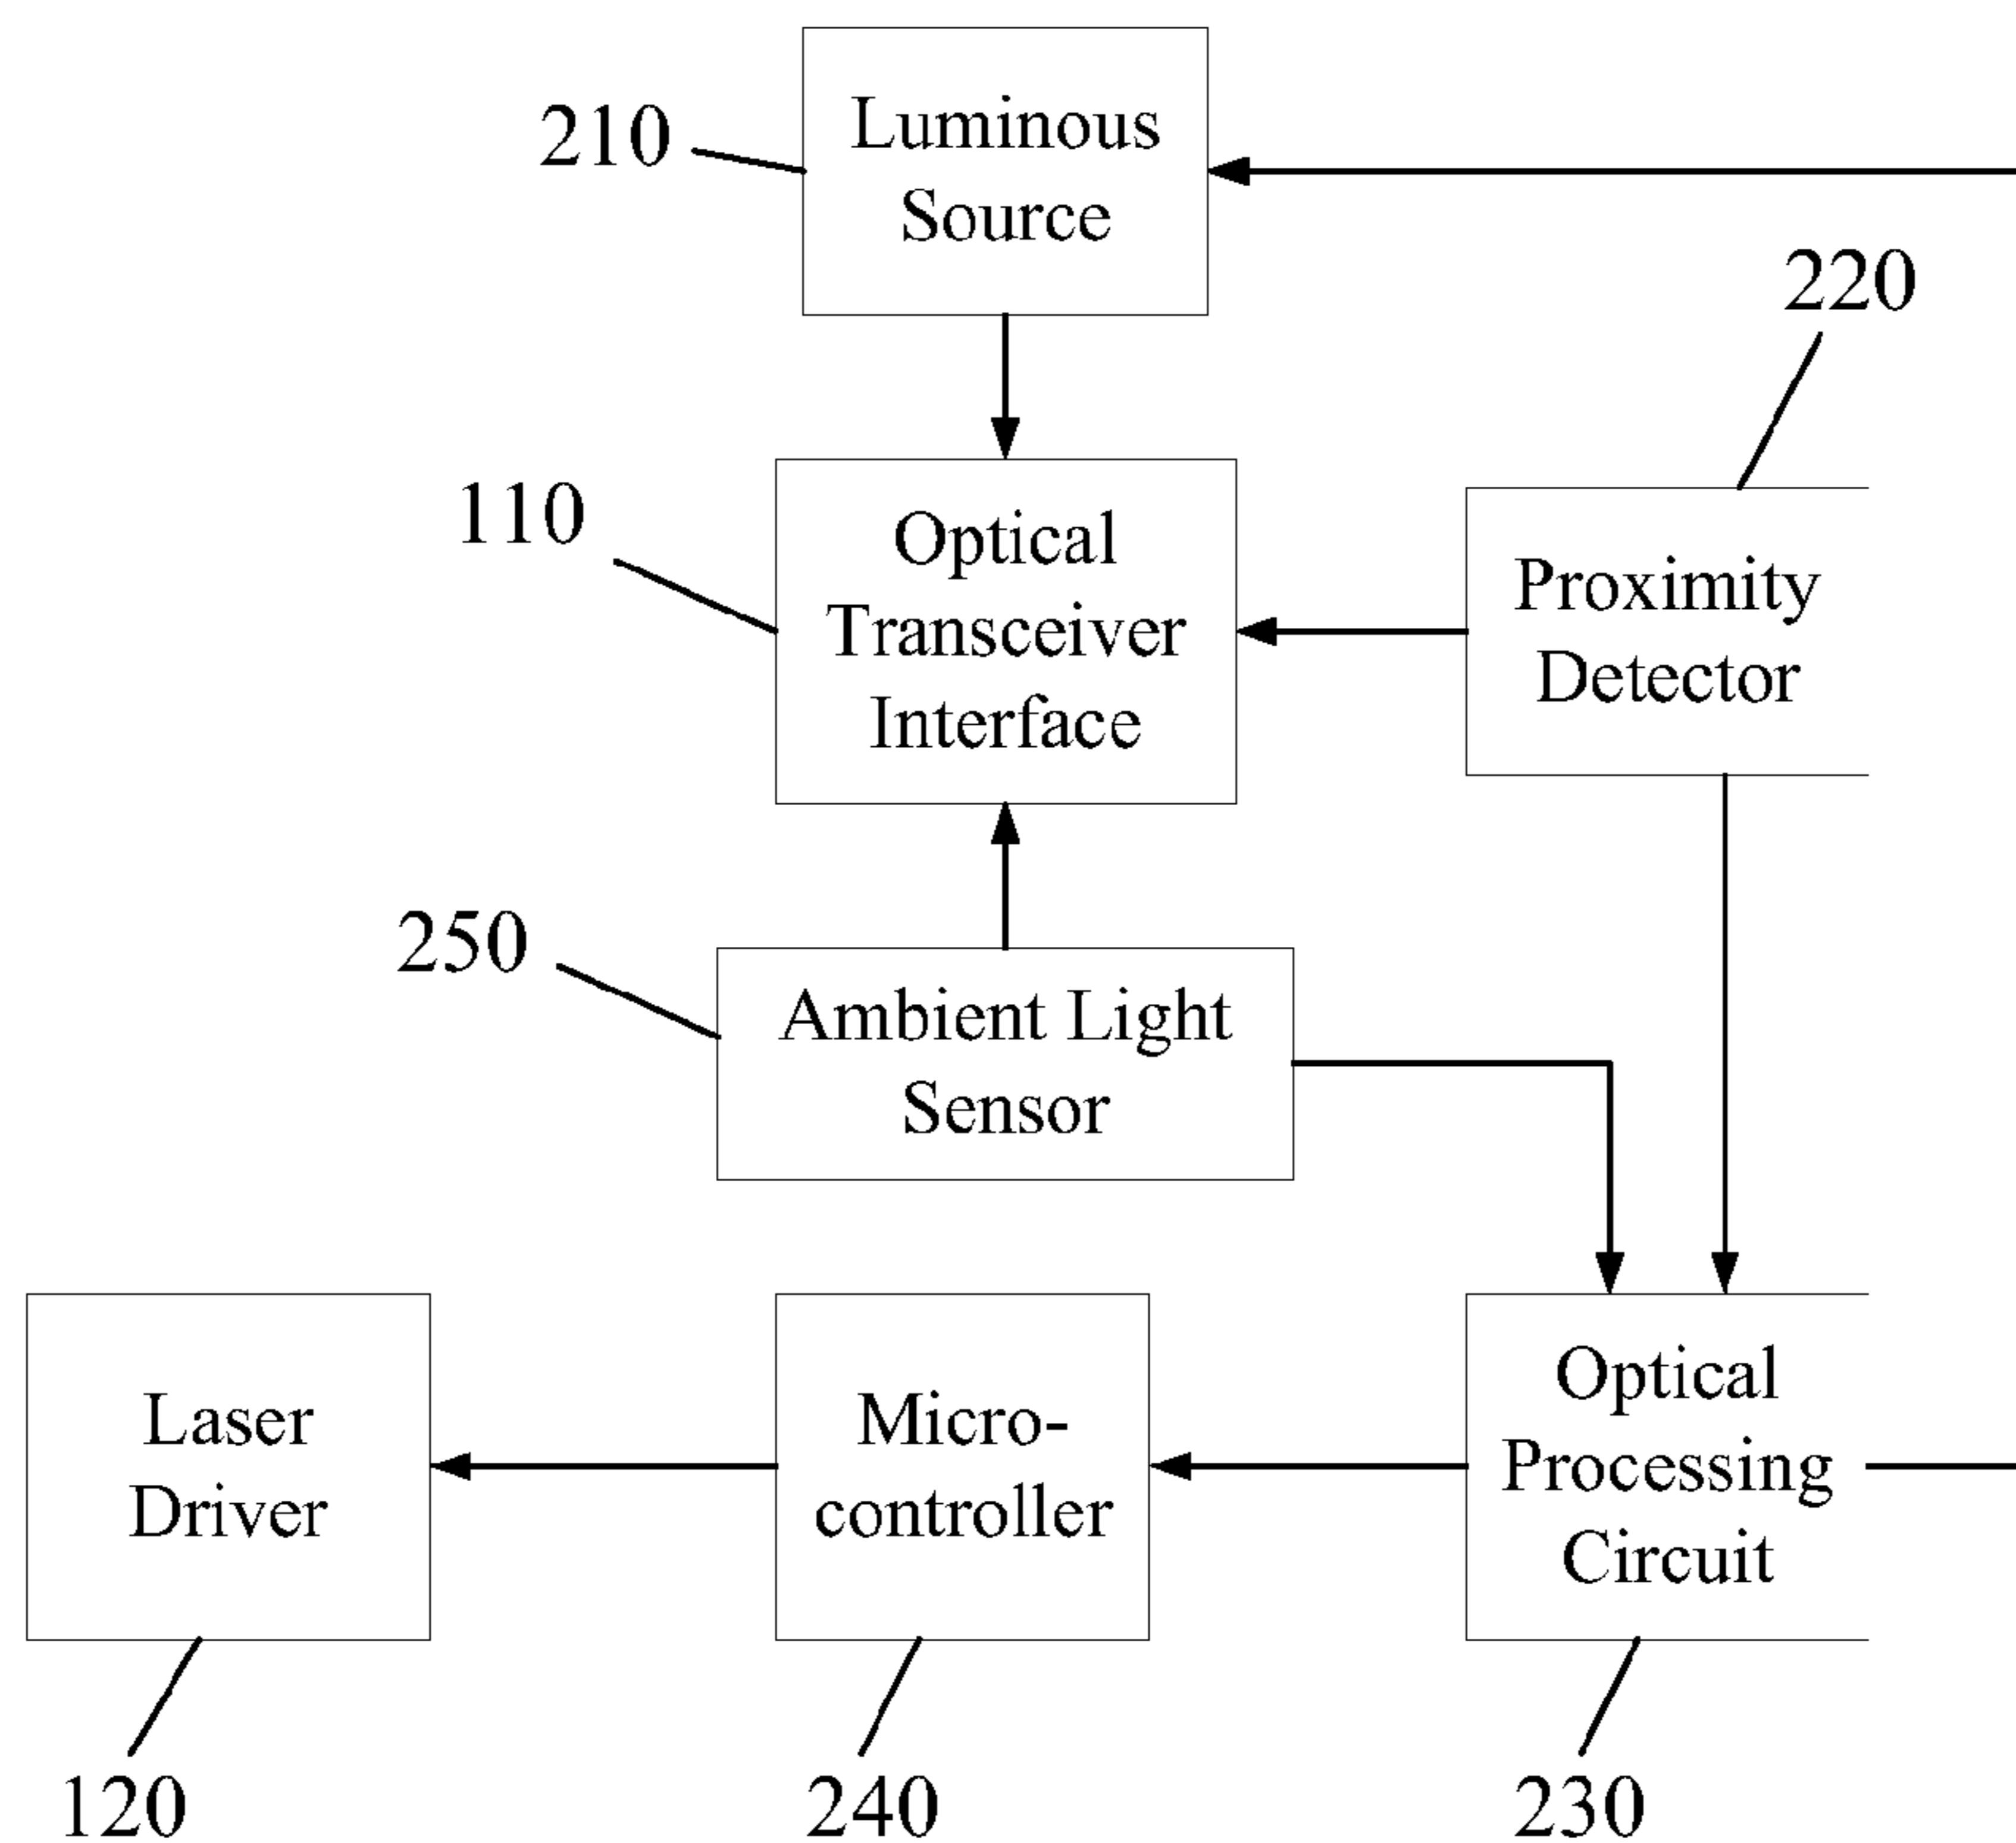 210
Luminous
Source
220
110
Optical
Transceiver
Interface
Proximity
Detector
250
Ambient Light
Sensor
Laser
Driver
Micro-
controller
Optical
Processing
Circuit
120
240
230